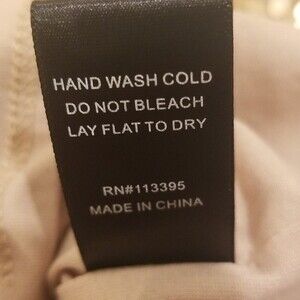 HAND WASH COLD
DO NOT BLEACH
LAY FLAT TO DRY
RN#113395
MADE IN CHINA